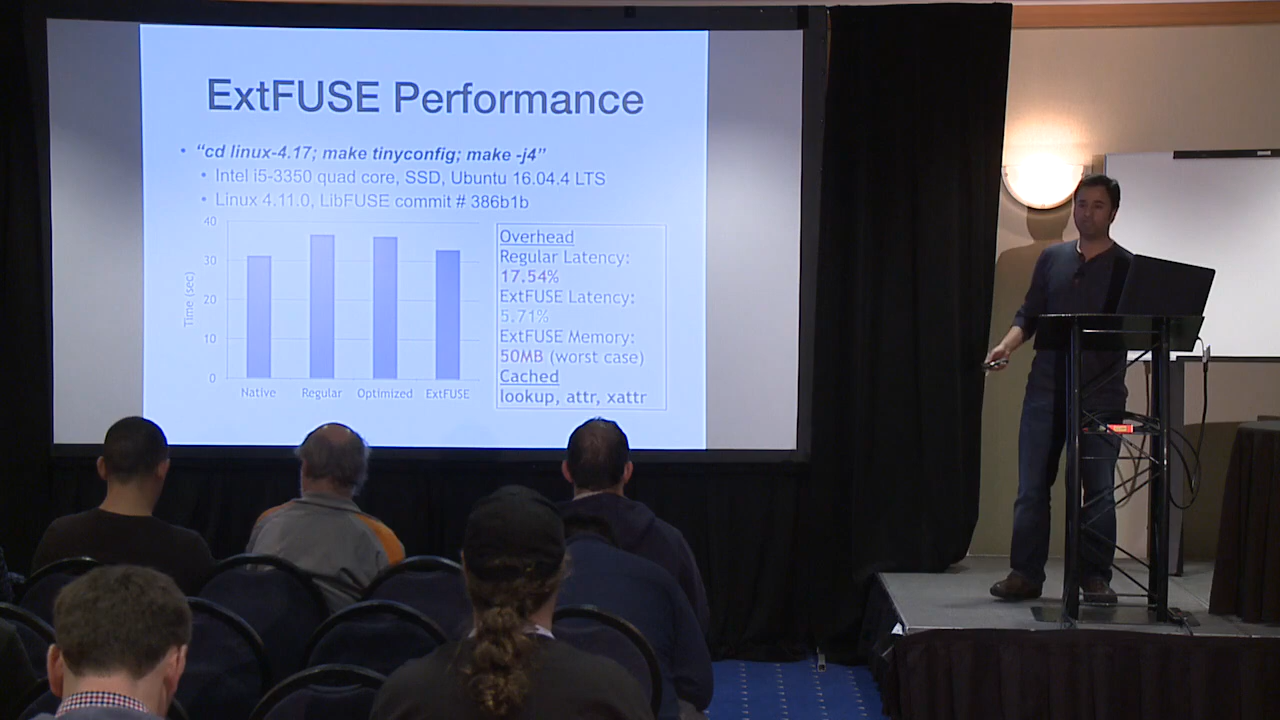 ExtFUSE Performance
• “cd linux-4.17; make tinyconfig; make -j4”
• Intel i5-3350 quad core, SSD, Ubuntu 16.04.4 LTS
• Linux 4.11.0, LibFUSE commit # 386b1b
40
30
20
10
0
Time (sec)
Native Regular Optimized ExtFUSE
Overhead
Regular Latency:
17.54%
ExtFUSE Latency:
5.71%
ExtFUSE Memory:
50MB (worst case)
Cached
lookup, attr, xattr